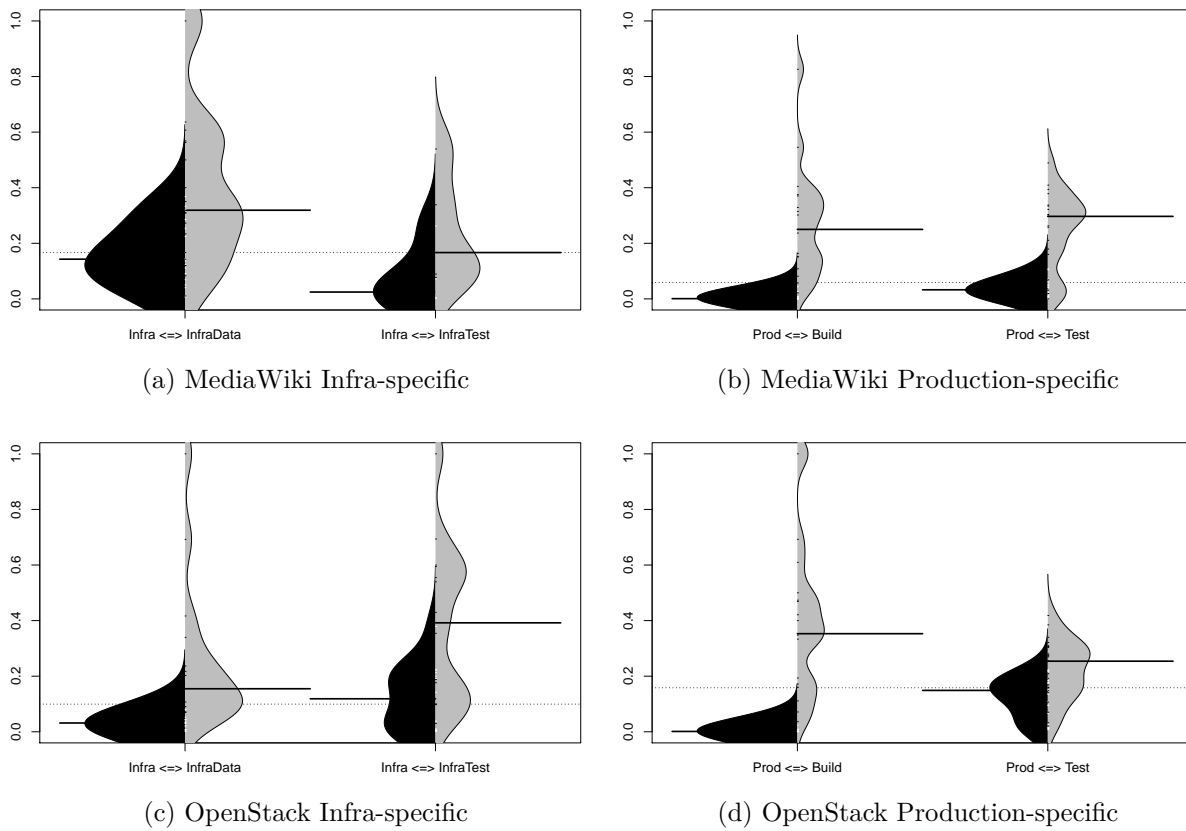 1.0
0.8
0.6
0.4
0.2
0.0
Infra <=> InfraData
Infra <=> InfraTest
(a) MediaWiki Infra-specific
1.0
0.8
0.6
0.4
0.2
0.0
Prod <=> Build
Prod <=> Test
(b) MediaWiki Production-specific
1.0
0.8
0.6
0.4
0.2
0.0
Infra <=> InfraData
Infra <=> InfraTest
(c) OpenStack Infra-specific
1.0
0.8
0.6
0.4
0.2
0.0
Prod <=> Build
Prod <=> Test
(d) OpenStack Production-specific